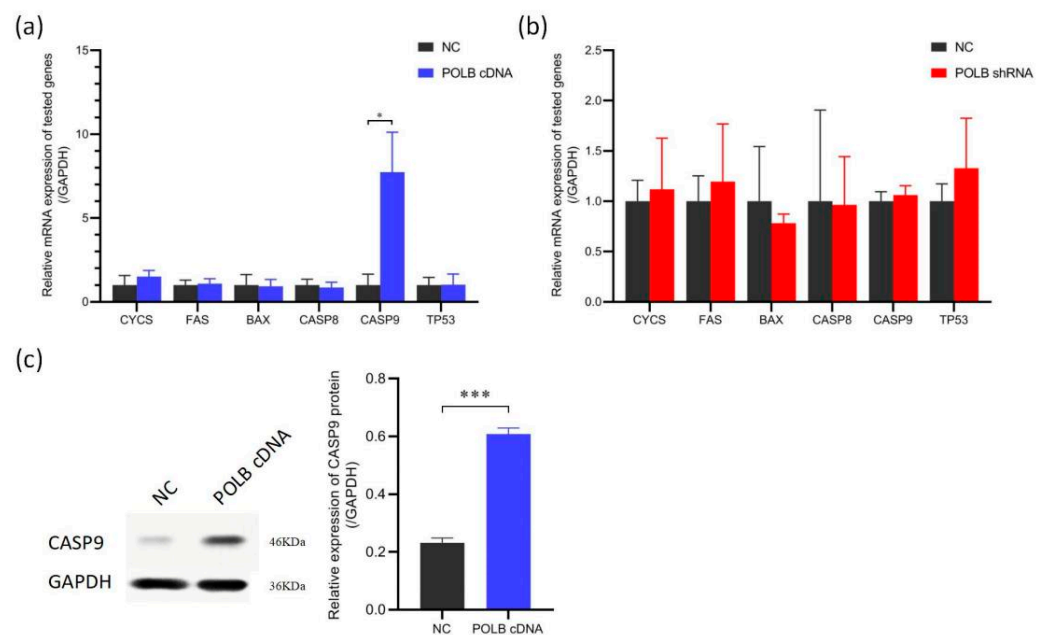 (a)
Relative mRNA expression of tested genes
(/GAPDH)
15
10
5
0
NC
POLB cDNA
*
CYCS FAS BAX CASP8 CASP9 TP53
(b)
Relative mRNA expression of tested genes
(/GAPDH)
2.5
2.0
1.5
1.0
0.5
0.0
NC
POLB shRNA
CYCS FAS BAX CASP8 CASP9 TP53
(c)
NC POLB cDNA
CASP9 46KDa
GAPDH 36KDa
Relative expression of CASP9 protein
(/GAPDH)
0.8
0.6
0.4
0.2
0.0
***
NC POLB cDNA